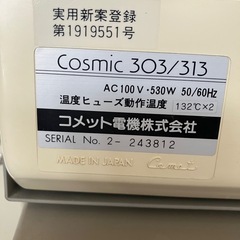 実用新案登録
第1919551号
Cosmic 303/313
AC100V・530W 50/60Hz
温度ヒューズ動作温度 132℃×2
コメット電機株式会社
SERIAL No. 2- 243812
MADE IN JAPAN Comet